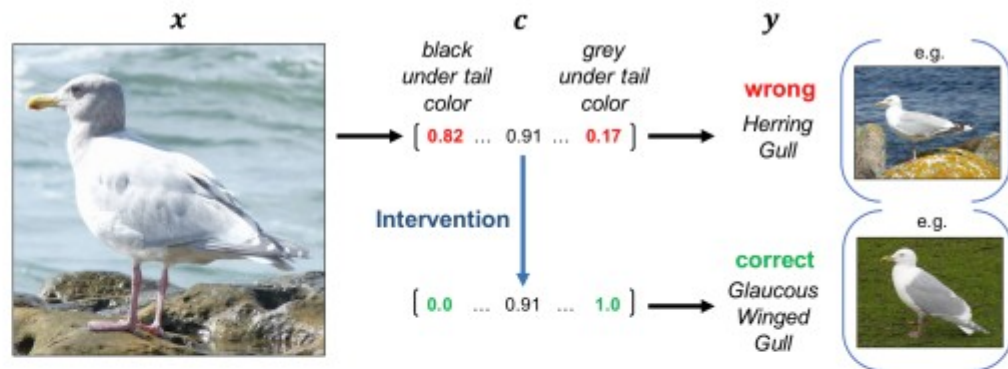 x
c
y
black
under tail
color
grey
under tail
color
[ 0.82 ... 0.91 ... 0.17 ]
wrong
Herring
Gull
e.g.
Intervention
[ 0.0 ... 0.91 ... 1.0 ]
correct
Glaucous
Winged
Gull
e.g.